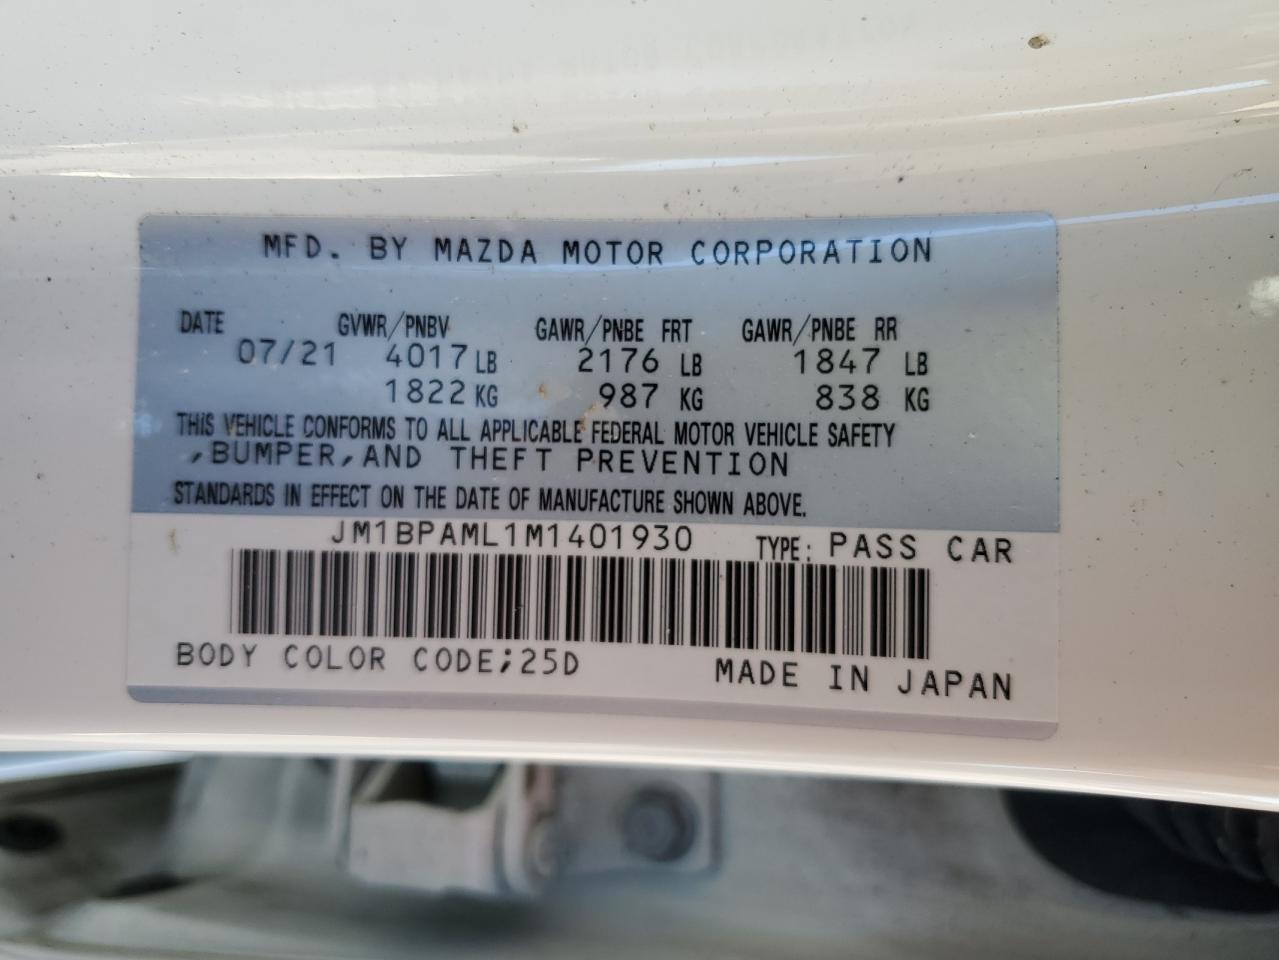 MFD. BY MAZDA MOTOR CORPORATION
DATE GVWR/PNBV GAWR/PNBE FRT GAWR/PNBE RR
07/21 4017 LB 2176 LB 1847 LB
1822 KG 987 KG 838 KG
THIS VEHICLE CONFORMS TO ALL APPLICABLE FEDERAL MOTOR VEHICLE SAFETY
,BUMPER,AND THEFT PREVENTION
STANDARDS IN EFFECT ON THE DATE OF MANUFACTURE SHOWN ABOVE.
JM1BPAML1M1401930 TYPE: PASS CAR
BODY COLOR CODE;25D MADE IN JAPAN